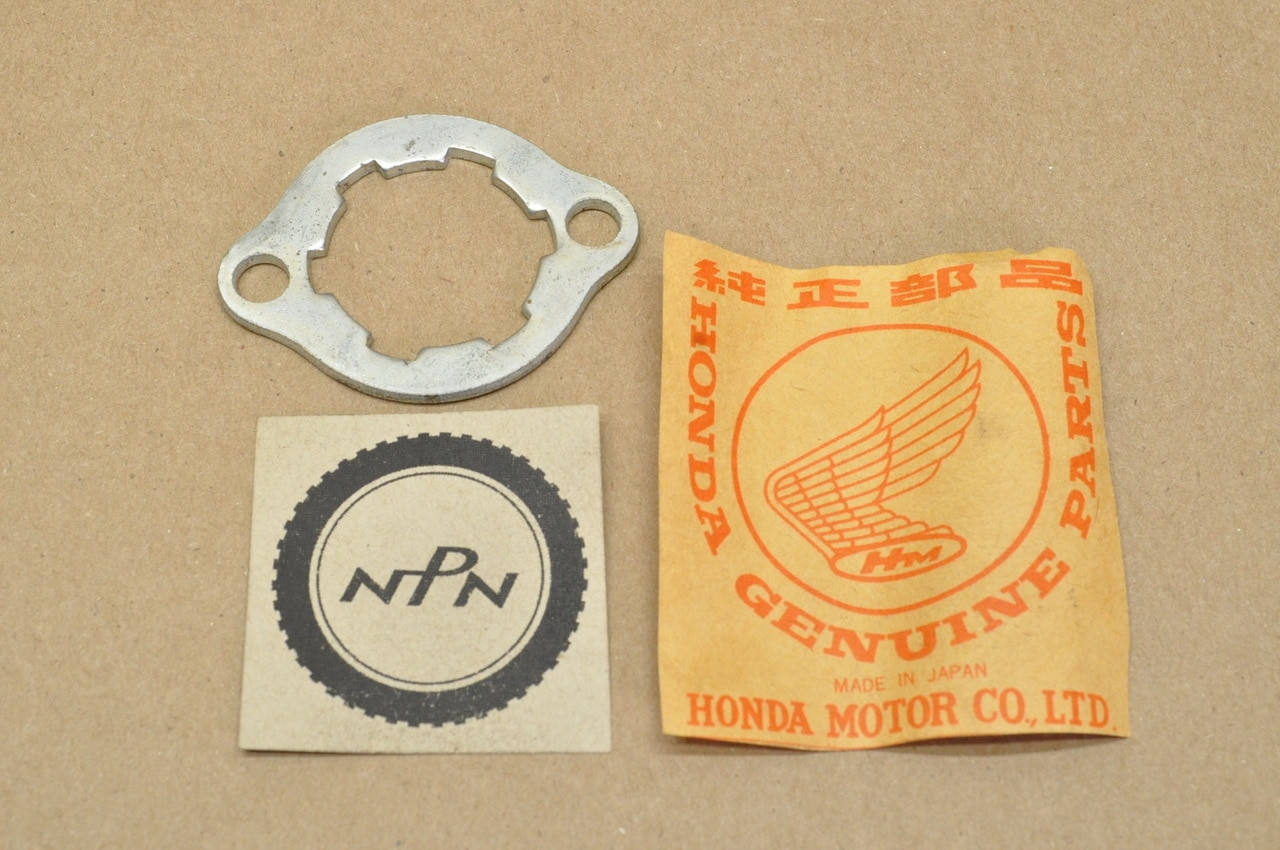 純正部品
HONDA GENUINE PARTS
HM
MADE IN JAPAN
HONDA MOTOR CO., LTD.
NPN